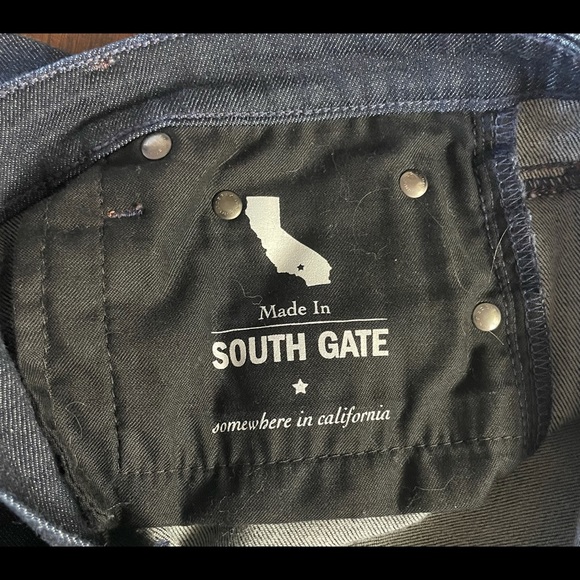 Made In
SOUTH GATE
somewhere in california